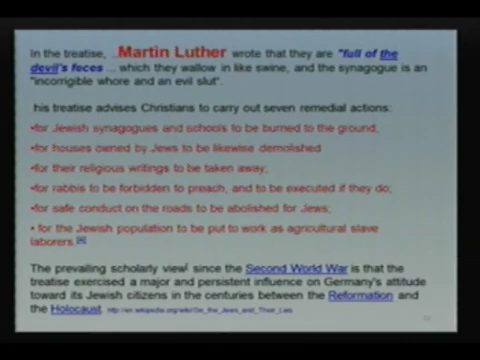 In the treatise, ...Martin Luther wrote that they are "full of the
devil's feces ... which they wallow in like swine, and the synagogue is an
"incorrigible whore and an evil slut".
his treatise advises Christians to carry out seven remedial actions:
•for Jewish synagogues and schools to be burned to the ground,
•for houses owned by Jews to be likewise demolished
•for their religious writings to be taken away;
•for rabbis to be forbidden to preach, and to be executed if they do;
•for safe conduct on the roads to be abolished for Jews;
• for the Jewish population to be put to work as agricultural slave
laborers.
The prevailing scholarly view since the Second World War is that the
treatise exercised a major and persistent influence on Germany's attitude
toward its Jewish citizens in the centuries between the Reformation and
the Holocaust. http://en.wikipedia.org/wiki/On_the_Jews_and_Their_Lies